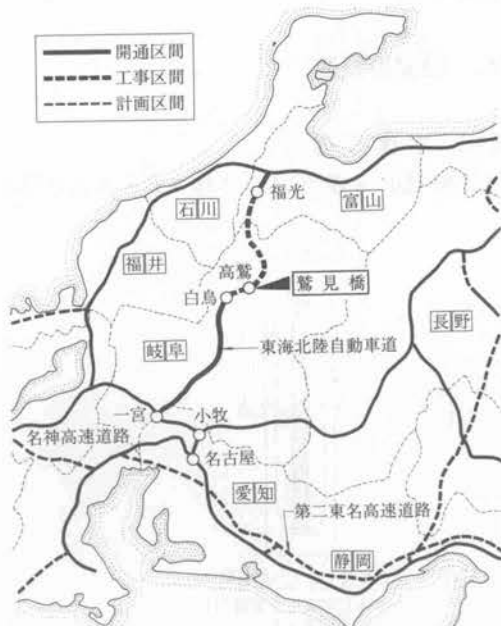 開通区間
工事区間
計画区間
福光
石川
富山
福井
高鷲
鷲見橋
白鳥
長野
岐阜
東海北陸自動車道
一宮
小牧
名神高速道路
名古屋
愛知
第二東名高速道路
静岡